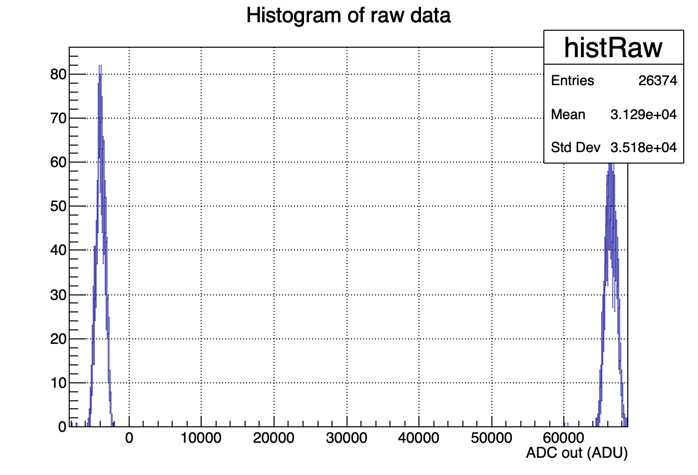 Histogram of raw data
histRaw
Entries 26374
Mean 3.129e+04
Std Dev 3.518e+04
80
70
60
50
40
30
20
10
0
0 10000 20000 30000 40000 50000 60000
ADC out (ADU)